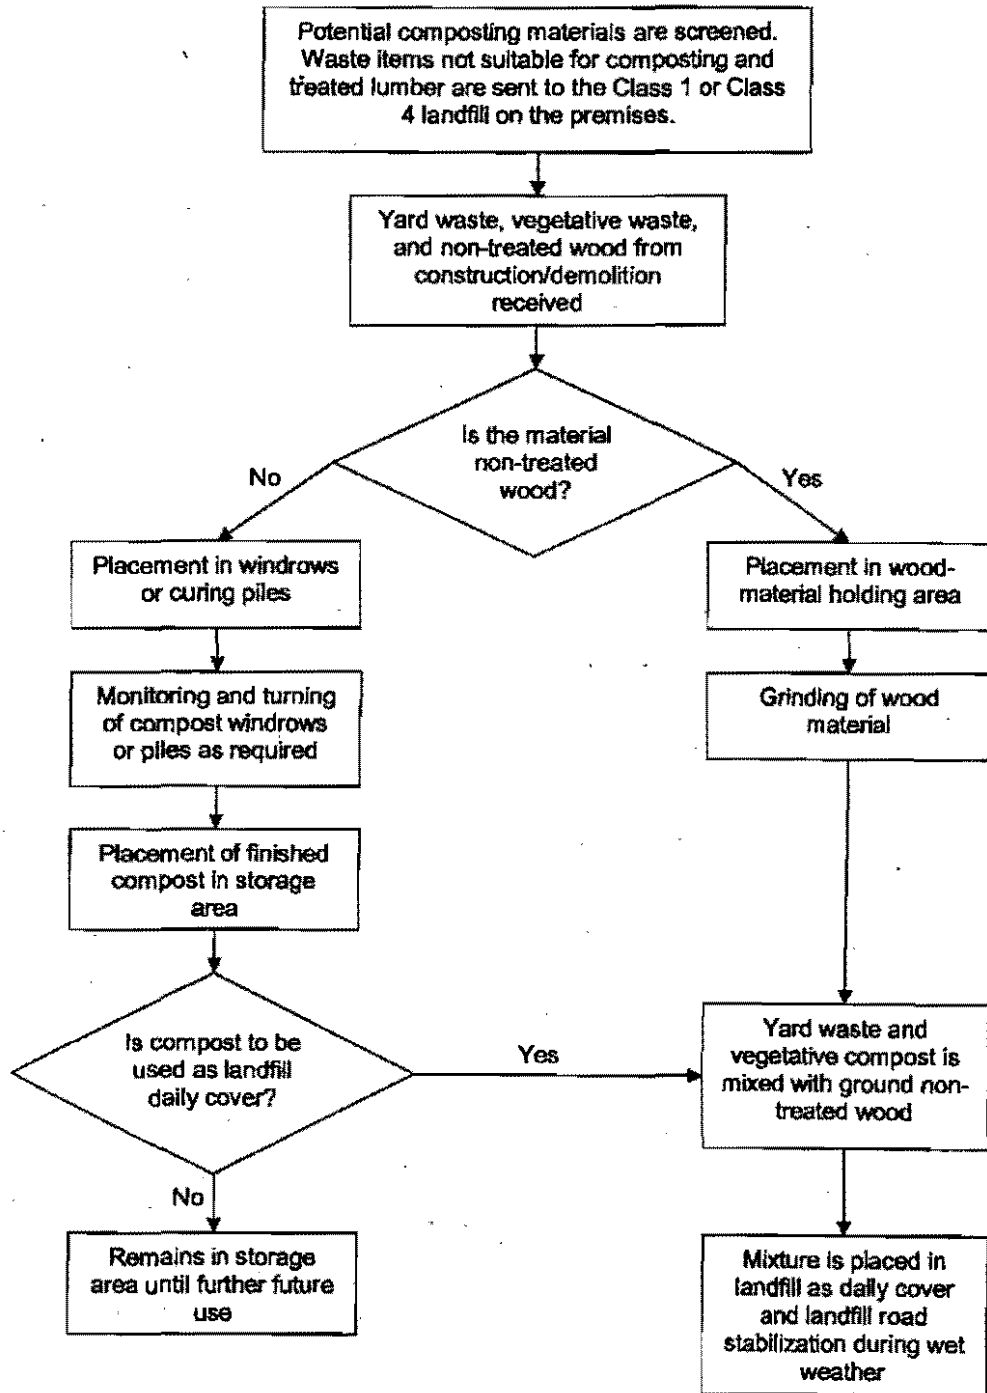 Potential composting materials are screened.
Waste items not suitable for composting and
treated lumber are sent to the Class 1 or Class
4 landfill on the premises.
Yard waste, vegetative waste,
and non-treated wood from
construction/demolition
received
Is the material
non-treated
wood?
No
Yes
Placement in windrows
or curing piles
Placement in wood-
material holding area
Monitoring and turning
of compost windrows
or piles as required
Grinding of wood
material
Placement of finished
compost in storage
area
Is compost to be
used as landfill
daily cover?
Yes
Yard waste and
vegetative compost is
mixed with ground non-
treated wood
No
Remains in storage
area until further future
use
Mixture is placed in
landfill as daily cover
and landfill road
stabilization during wet
weather